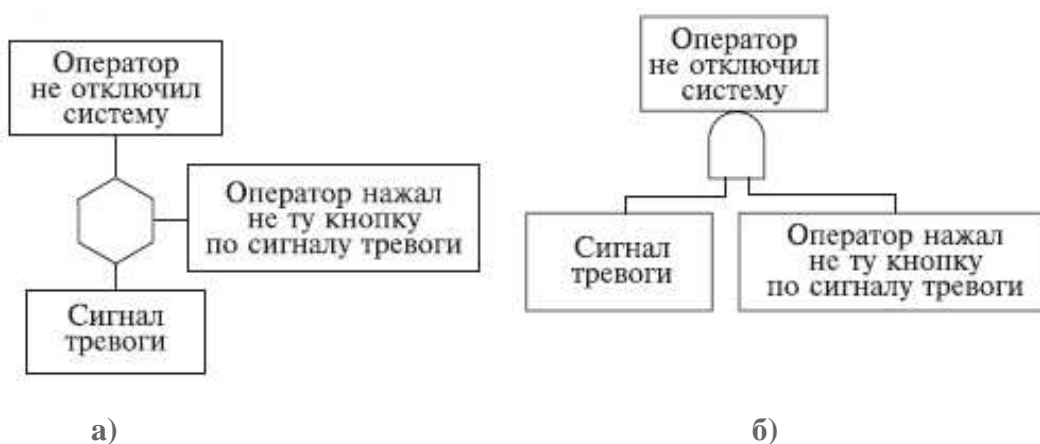 Оператор
не отключил
систему
Оператор нажал
не ту кнопку
по сигналу тревоги
Сигнал
тревоги
а)
Оператор
не отключил
систему
Сигнал
тревоги
Оператор нажал
не ту кнопку
по сигналу тревоги
б)